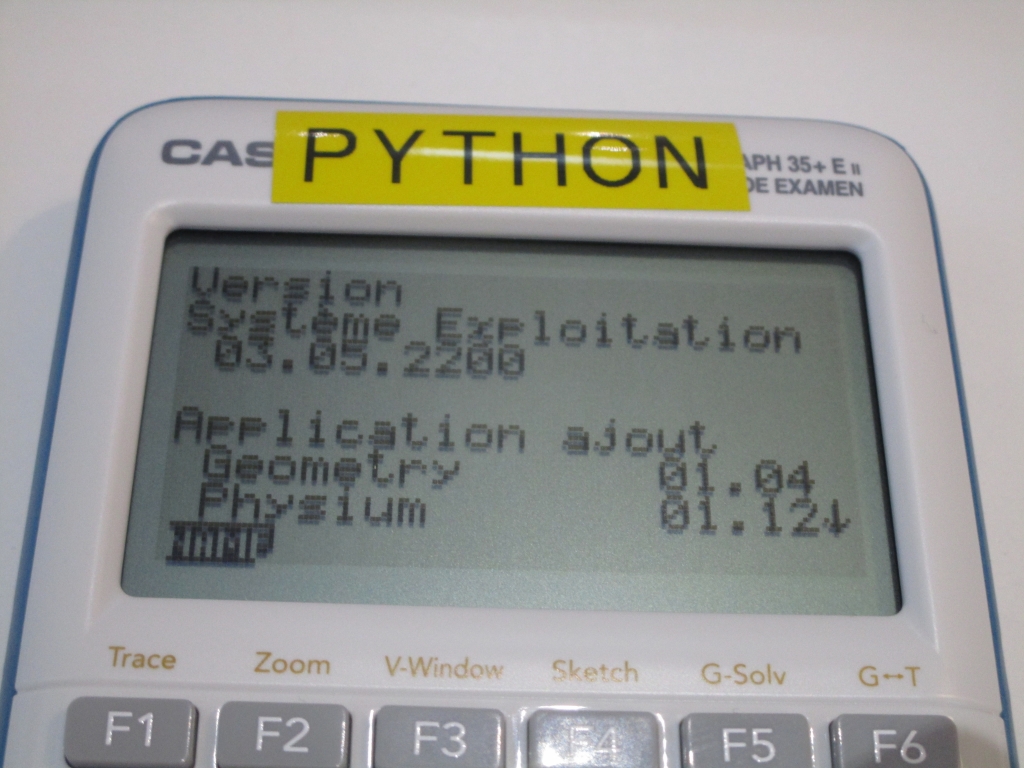 CAS PYTHON APH 35+ E II
DE EXAMEN
Version
Système Exploitation
03.05.2200
Application ajout
Geometry 01.04
Physium 01.12↓
Trace Zoom V-Window Sketch G-Solv G↔T
F1 F2 F3 F4 F5 F6